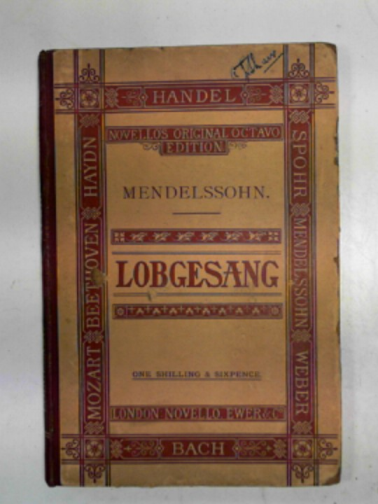 HANDEL
NOVELLO'S ORIGINAL OCTAVO
EDITION
MENDELSSOHN.
LOBGESANG
ONE SHILLING & SIXPENCE
LONDON NOVELLO, EWER & Co.
BACH
MOZART BEETHOVEN HAYDN
SPOHR MENDELSSOHN WEBER